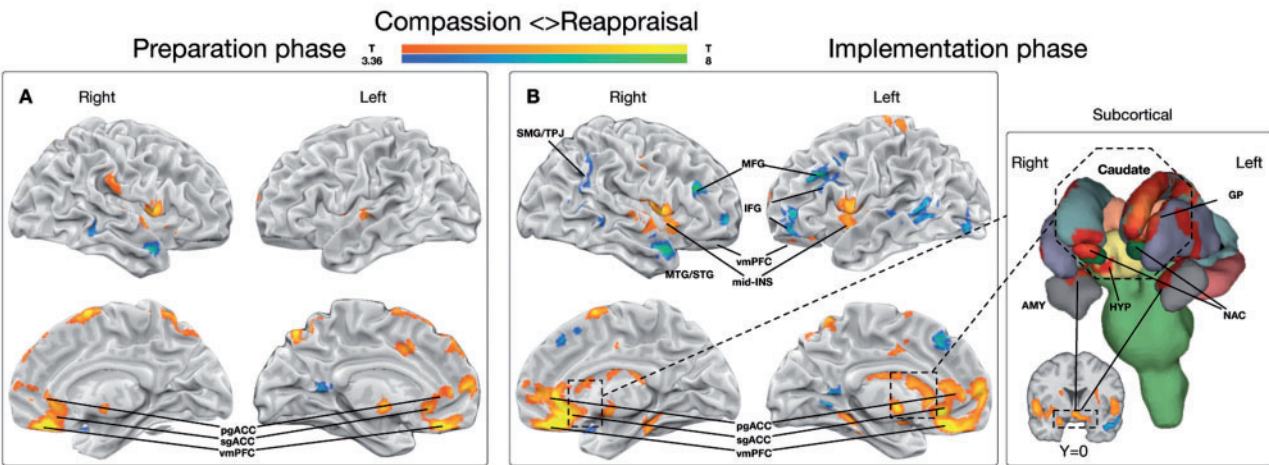 Compassion <>Reappraisal
Preparation phase
T
3.36
T
8
Implementation phase
A
Right
Left
pgACC
sgACC
vmPFC
B
Right
Left
SMG/TPJ
MFG
IFG
vmPFC
mid-INS
MTG/STG
pgACC
sgACC
vmPFC
Subcortical
Right
Left
Caudate
GP
AMY
HYP
NAC
Y=0